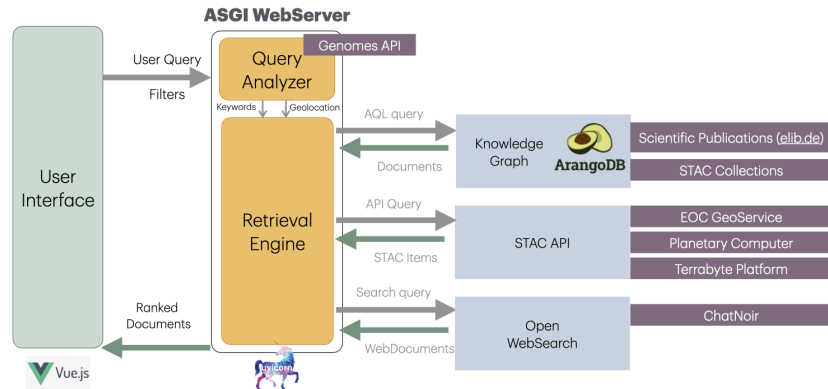 ASGI WebServer
User Query
Filters
Query
Analyzer
Genomes API
Keywords
Geolocation
User
Interface
Retrieval
Engine
AQL query
Documents
Knowledge
Graph
ArangoDB
Scientific Publications (elib.de)
STAC Collections
API Query
STAC Items
STAC API
EOC GeoService
Planetary Computer
Terrabyte Platform
Search query
WebDocuments
Open
WebSearch
ChatNoir
Ranked
Documents
Vue.js
uvicorn